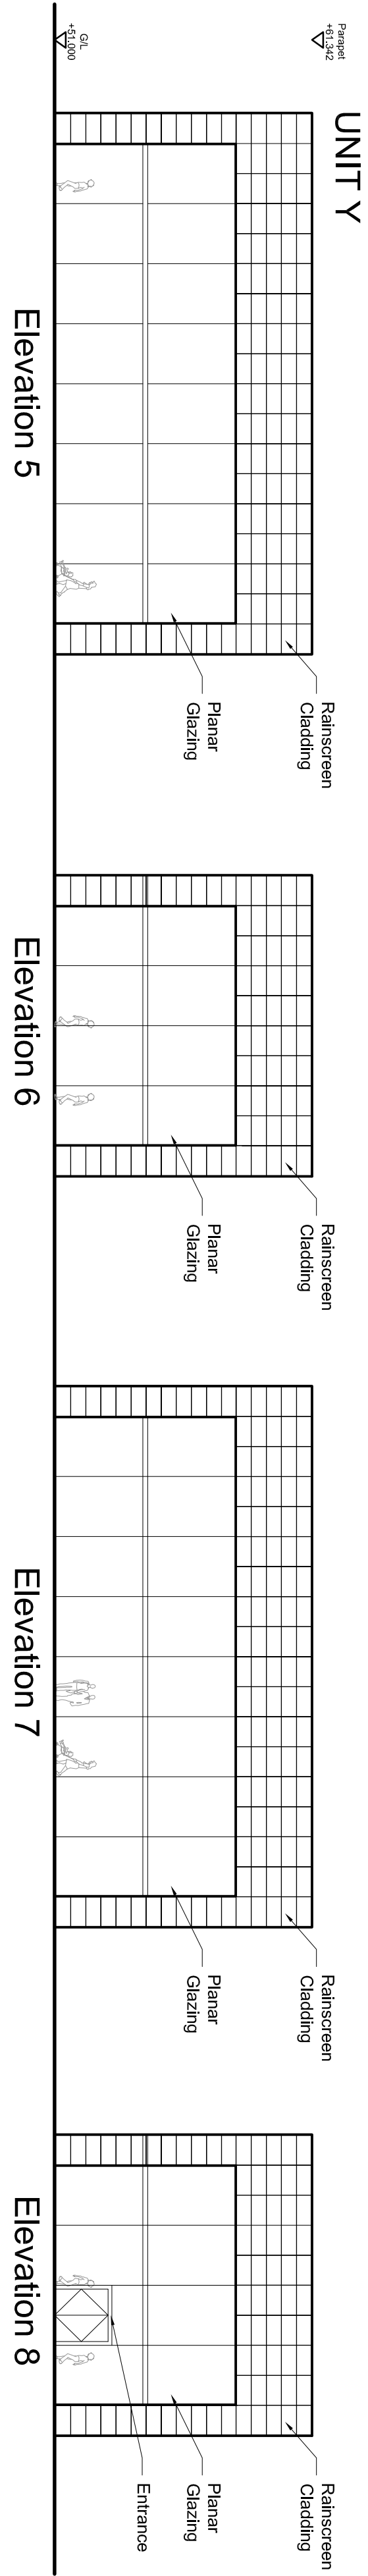 UNIT Y
Parapet
+61.342
G/L
+51.000
Rainscreen
Cladding
Planar
Glazing
Elevation 5
Rainscreen
Cladding
Planar
Glazing
Elevation 6
Rainscreen
Cladding
Planar
Glazing
Elevation 7
Rainscreen
Cladding
Planar
Glazing
Entrance
Elevation 8